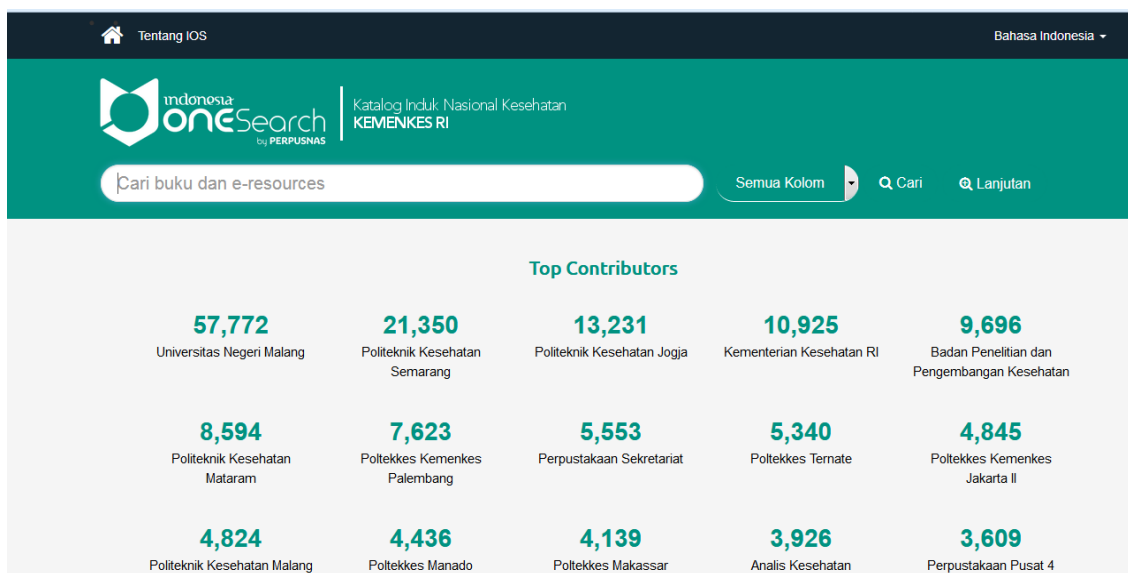 Tentang IOS
Bahasa Indonesia
indonesia
oneSearch
by PERPUSNAS
Katalog Induk Nasional Kesehatan
KEMENKES RI
Cari buku dan e-resources
Semua Kolom
Cari
Lanjutan
Top Contributors
57,772
Universitas Negeri Malang
21,350
Politeknik Kesehatan
Semarang
13,231
Politeknik Kesehatan Jogja
10,925
Kementerian Kesehatan RI
9,696
Badan Penelitian dan
Pengembangan Kesehatan
8,594
Politeknik Kesehatan
Mataram
7,623
Poltekkes Kemenkes
Palembang
5,553
Perpustakaan Sekretariat
5,340
Poltekkes Ternate
4,845
Poltekkes Kemenkes
Jakarta II
4,824
Politeknik Kesehatan Malang
4,436
Poltekkes Manado
4,139
Poltekkes Makassar
3,926
Analis Kesehatan
3,609
Perpustakaan Pusat 4